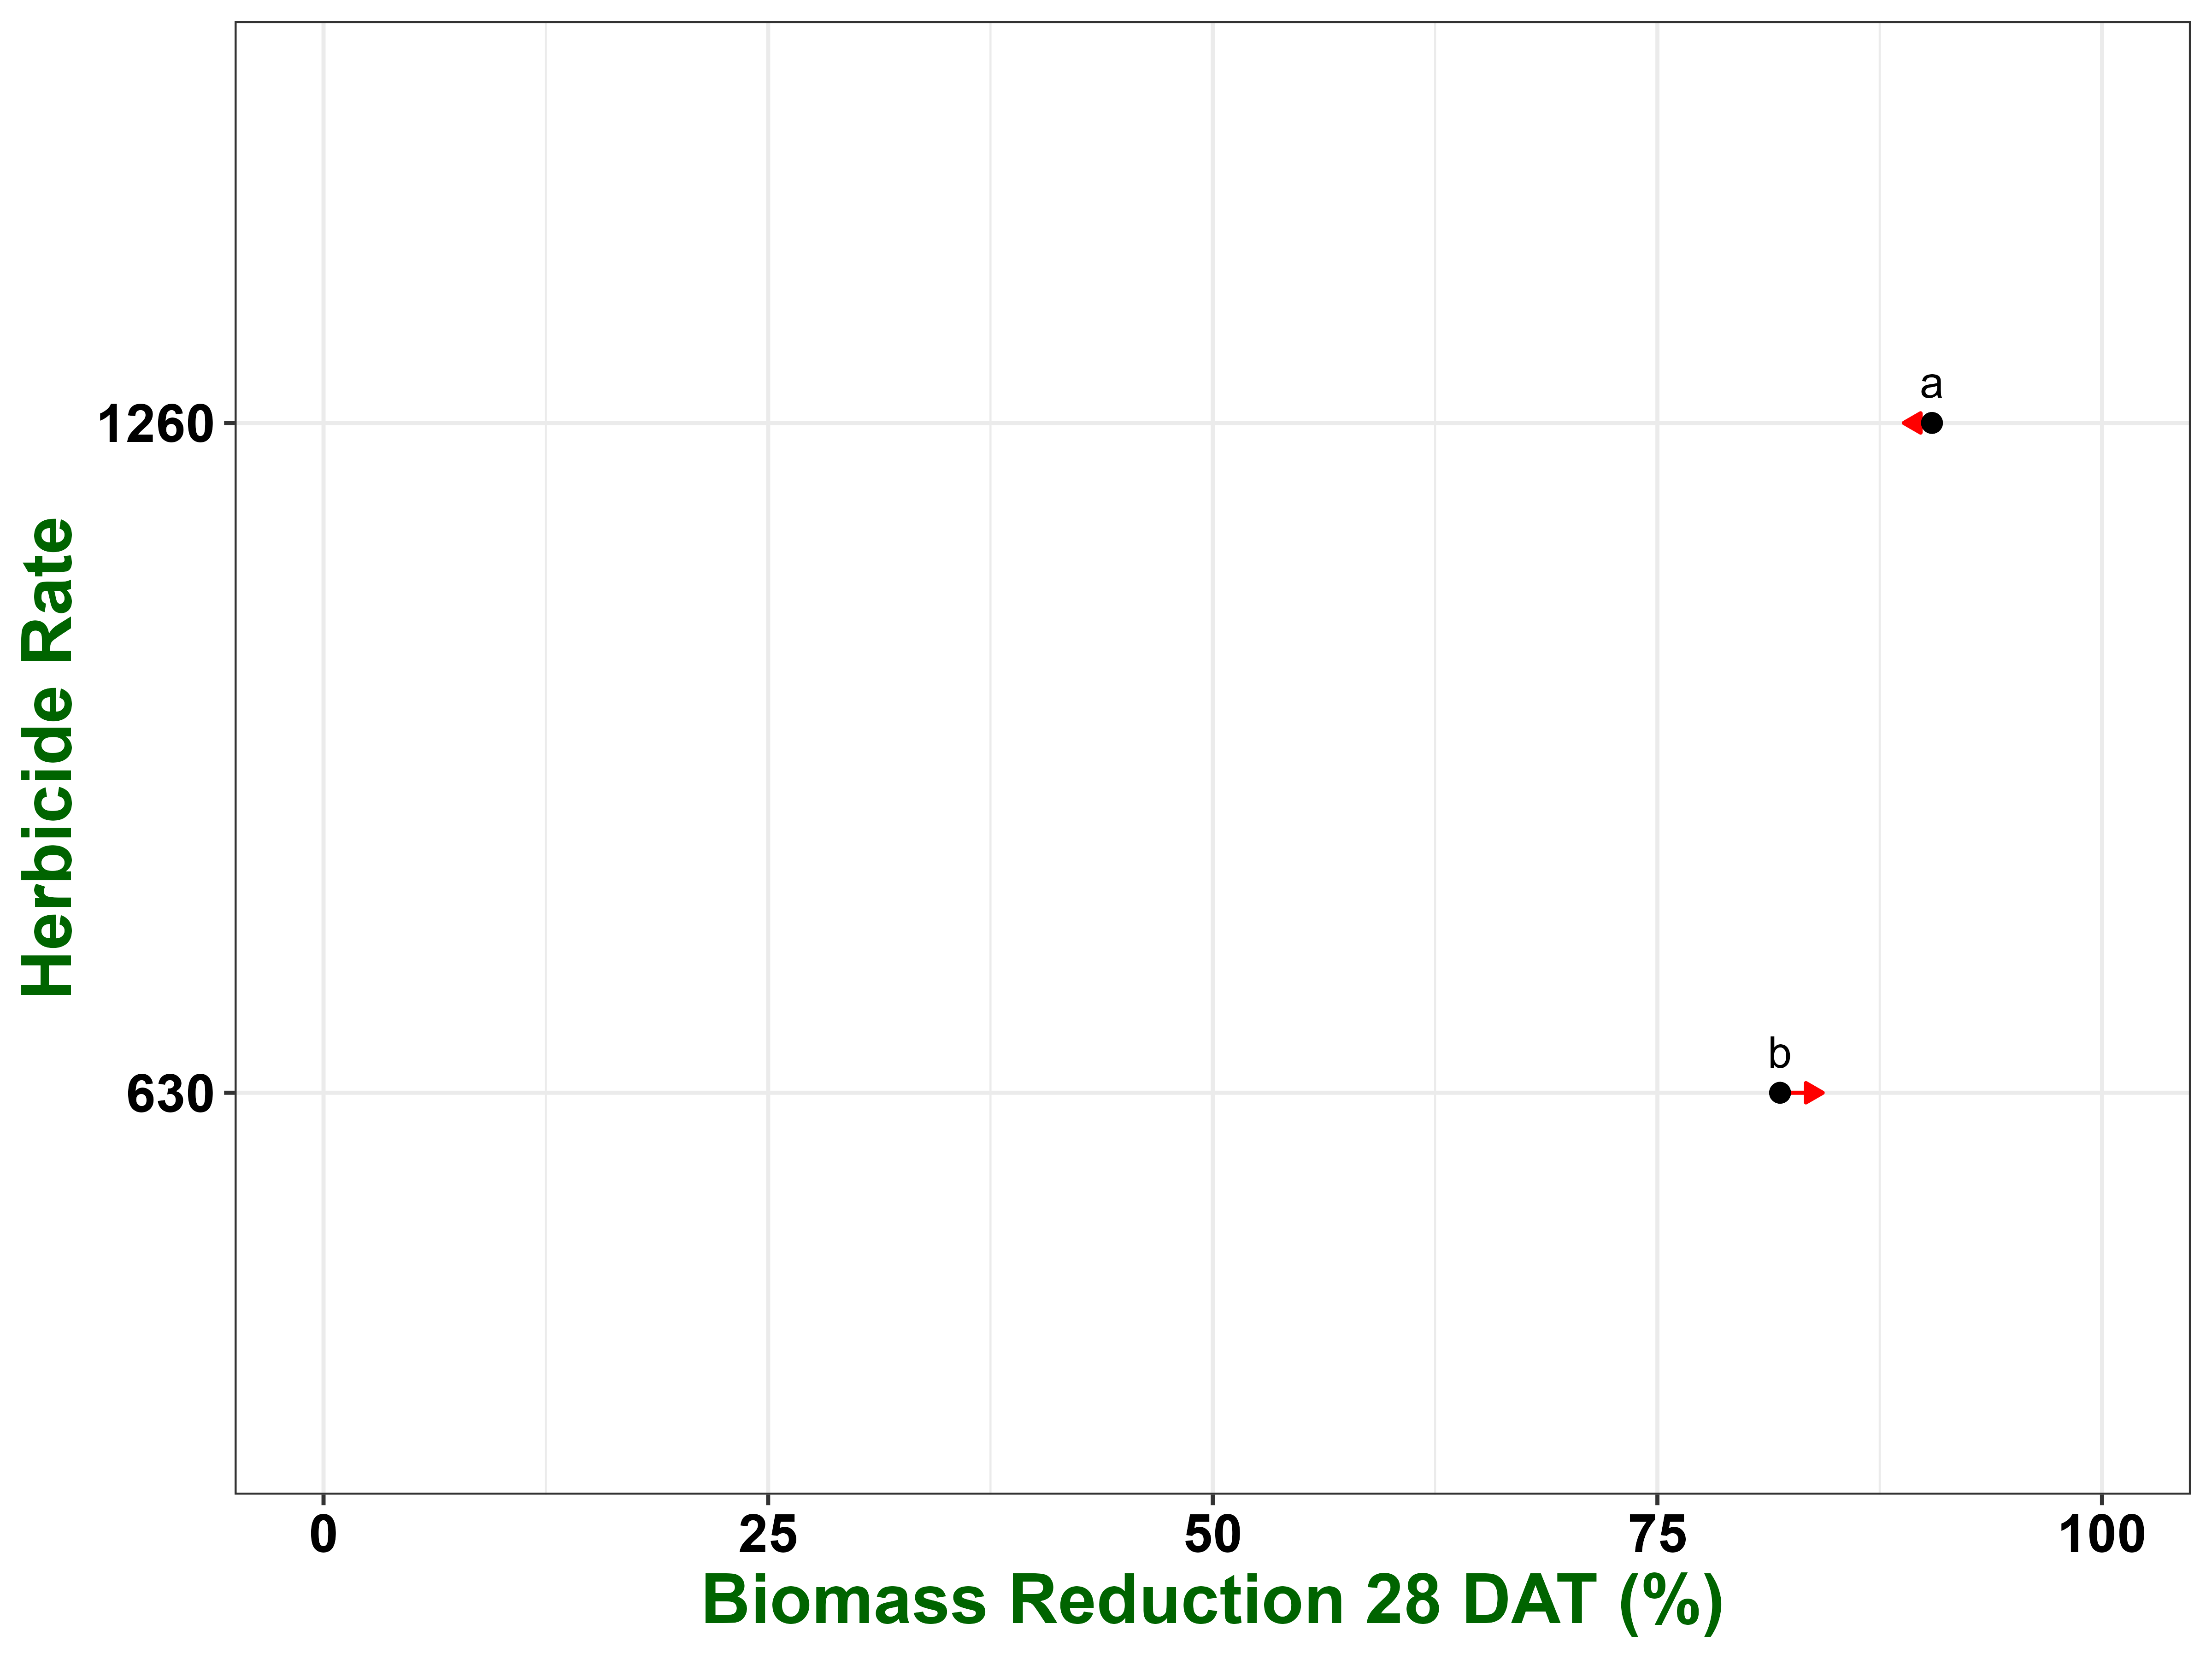 Herbicide Rate
1260
a
630
b
0 25 50 75 100
Biomass Reduction 28 DAT (%)